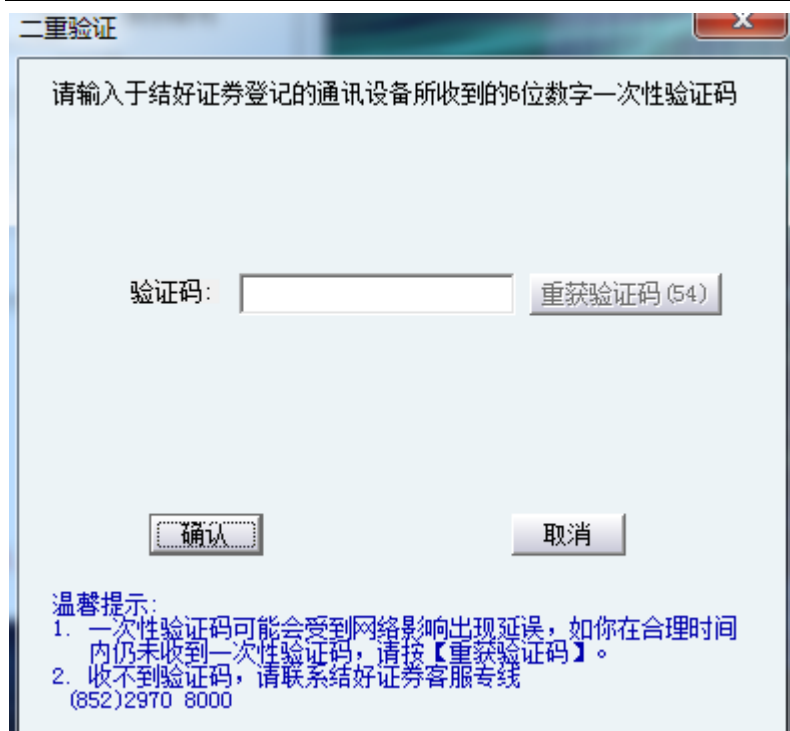 二重验证
请输入于结好证券登记的通讯设备所收到的6位数字一次性验证码
验证码:
重获验证码(54)
确认
取消
温馨提示:
1. 一次性验证码可能会受到网络影响出现延误，如你在合理时间
内仍未收到一次性验证码，请按【重获验证码】。
2. 收不到验证码，请联系结好证券客服专线
(852)2970 8000